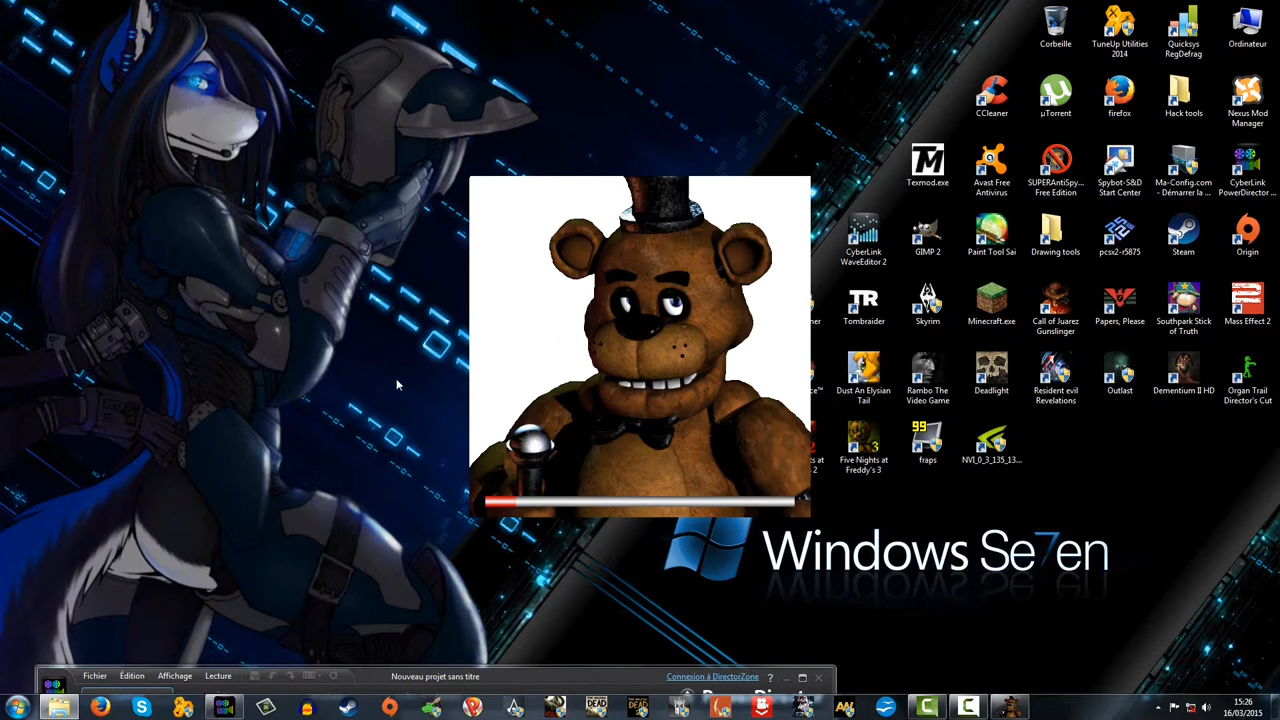 Corbeille
TuneUp Utilities 2014
Quicksys RegDefrag
Ordinateur
CCleaner
µTorrent
firefox
Hack tools
Nexus Mod Manager
TM
Texmod.exe
Avast Free Antivirus
SUPERAntiSpy... Free Edition
Spybot-S&D Start Center
Ma-Config.com - Démarrer la ...
CyberLink PowerDirector ...
CyberLink WaveEditor 2
GIMP 2
Paint Tool Sai
Drawing tools
pcsx2-r5875
Steam
Origin
TR
Tombraider
Skyrim
Minecraft.exe
Call of Juarez Gunslinger
Papers, Please
Southpark Stick of Truth
Mass Effect 2
Dust An Elysian Tail
Rambo The Video Game
Deadlight
Resident evil Revelations
Outlast
Dementium II HD
Organ Trail Director's Cut
3
99
Five Nights at Freddy's 3
fraps
NVI_0_3_135_13...
Windows Se7en
Fichier Édition Affichage Lecture
Nouveau projet sans titre
Connexion à DirectorZone
?
15:26
16/03/2015